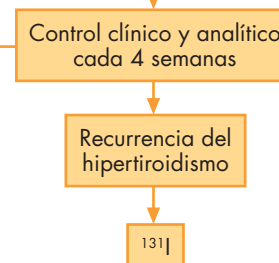 Control clínico y analítico
cada 4 semanas
Recurrencia del
hipertiroidismo
¹³¹I